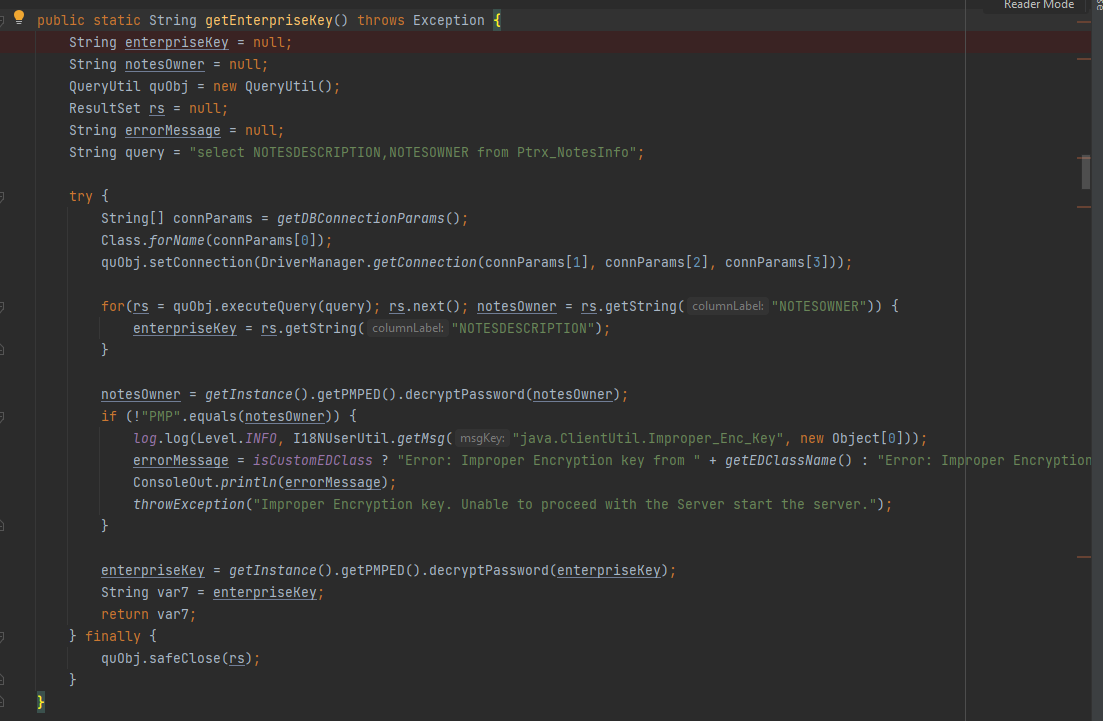 Reader Mode
public static String getEnterpriseKey() throws Exception {
String enterpriseKey = null;
String notesOwner = null;
QueryUtil quObj = new QueryUtil();
ResultSet rs = null;
String errorMessage = null;
String query = "select NOTESDESCRIPTION,NOTESOWNER from Ptrx_NotesInfo";
try {
String[] connParams = getDBConnectionParams();
Class.forName(connParams[0]);
quObj.setConnection(DriverManager.getConnection(connParams[1], connParams[2], connParams[3]));
for(rs = quObj.executeQuery(query); rs.next(); notesOwner = rs.getString( columnLabel: "NOTESOWNER")) {
enterpriseKey = rs.getString( columnLabel: "NOTESDESCRIPTION");
}
notesOwner = getInstance().getPMPED().decryptPassword(notesOwner);
if (!"PMP".equals(notesOwner)) {
log.log(Level.INFO, I18NUserUtil.getMsg( msgKey: "java.ClientUtil.Improper_Enc_Key", new Object[0]));
errorMessage = isCustomEDClass ? "Error: Improper Encryption key from " + getEDClassName() : "Error: Improper Encryption
ConsoleOut.println(errorMessage);
throwException("Improper Encryption key. Unable to proceed with the Server start the server.");
}
enterpriseKey = getInstance().getPMPED().decryptPassword(enterpriseKey);
String var7 = enterpriseKey;
return var7;
} finally {
quObj.safeClose(rs);
}
}